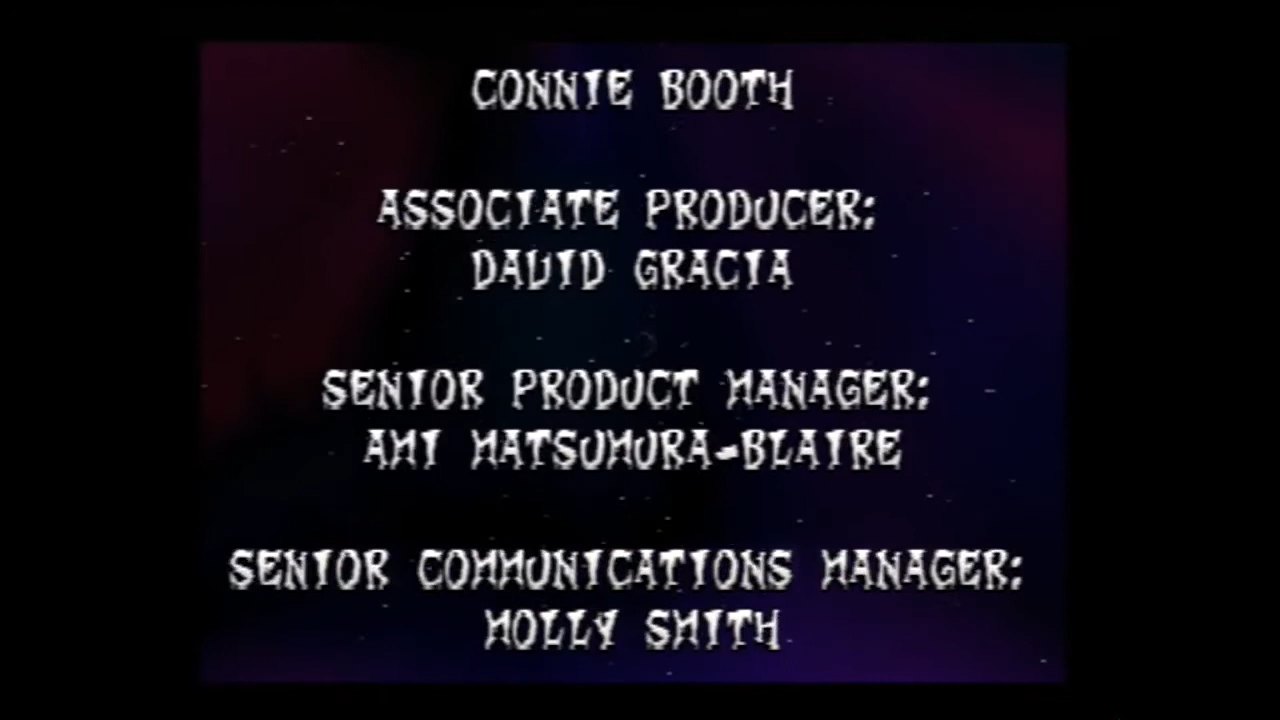 CONNIE BOOTH
ASSOCIATE PRODUCER:
DAVID GRACIA
SENIOR PRODUCT MANAGER:
AMI MATSUMURA-BLAIRE
SENIOR COMMUNICATIONS MANAGER:
MOLLY SMITH